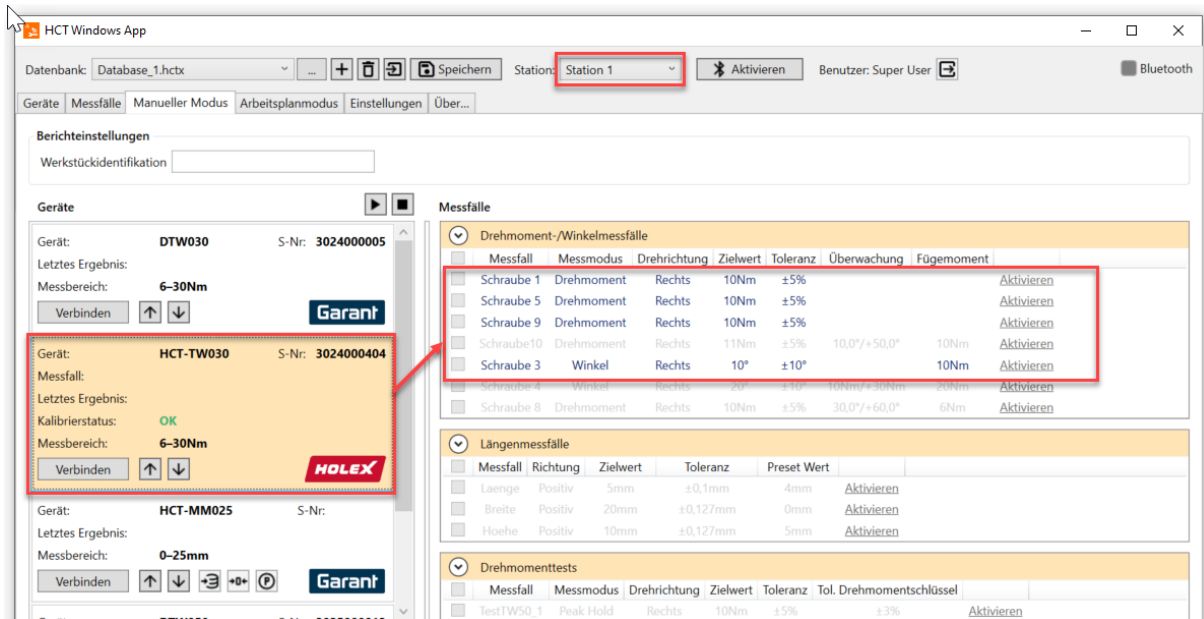 HCT Windows App
Datenbank: Database_1.hctx ... Speichern Station: Station 1 Aktivieren Benutzer: Super User Bluetooth
Geräte Messfälle Manueller Modus Arbeitsplanmodus Einstellungen Über...
Berichteinstellungen
Werkstückidentifikation
Geräte
Gerät: DTW030 S-Nr: 3024000005
Letztes Ergebnis:
Messbereich: 6–30Nm
Verbinden Garant
Gerät: HCT-TW030 S-Nr: 3024000404
Messfall:
Letztes Ergebnis:
Kalibrierstatus: OK
Messbereich: 6–30Nm
Verbinden HOLEX
Gerät: HCT-MM025 S-Nr:
Letztes Ergebnis:
Messbereich: 0–25mm
Verbinden Garant
Messfälle
Drehmoment-/Winkelmessfälle
Messfall Messmodus Drehrichtung Zielwert Toleranz Überwachung Fügemoment
Schraube 1 Drehmoment Rechts 10Nm ±5% Aktivieren
Schraube 5 Drehmoment Rechts 10Nm ±5% Aktivieren
Schraube 9 Drehmoment Rechts 10Nm ±5% Aktivieren
Schraube10 Drehmoment Rechts 11Nm ±5% 10,0°/+50,0° 10Nm Aktivieren
Schraube 3 Winkel Rechts 10° ±10° 10Nm Aktivieren
Schraube 4 Winkel Rechts 20° ±10° 10Nm/+30Nm 20Nm Aktivieren
Schraube 8 Drehmoment Rechts 10Nm ±5% 30,0°/+60,0° 6Nm Aktivieren
Längenmessfälle
Messfall Richtung Zielwert Toleranz Preset Wert
Laenge Positiv 5mm ±0,1mm 4mm Aktivieren
Breite Positiv 20mm ±0,127mm 0mm Aktivieren
Hoehe Positiv 10mm ±0,127mm 5mm Aktivieren
Drehmomenttests
Messfall Messmodus Drehrichtung Zielwert Toleranz Tol. Drehmomentschlüssel
TestTW50_1 Peak Hold Rechts 10Nm ±5% ±3% Aktivieren